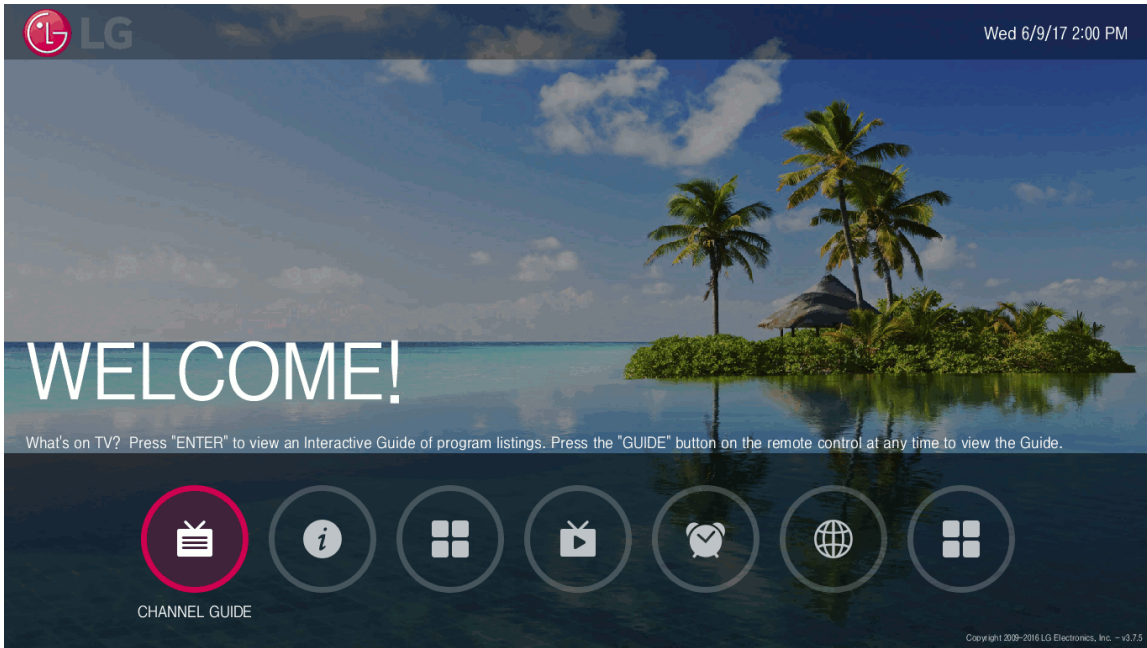 LG
Wed 6/9/17 2:00 PM
WELCOME!
What's on TV? Press "ENTER" to view an Interactive Guide of program listings. Press the "GUIDE" button on the remote control at any time to view the Guide.
CHANNEL GUIDE
Copyright 2009-2016 LG Electronics, Inc. - v3.7.5